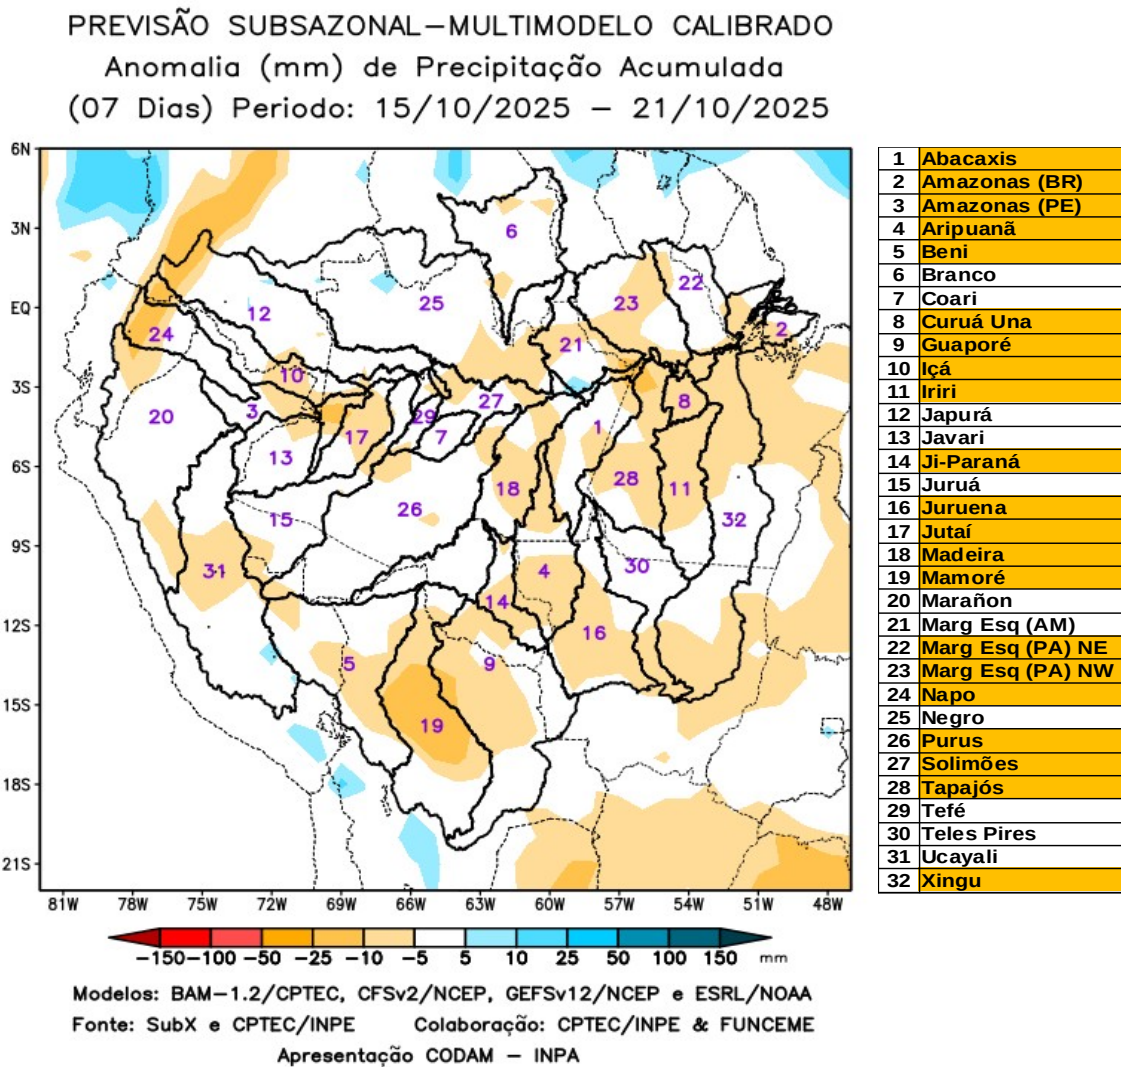 PREVISÃO SUBSAZONAL–MULTIMODELO CALIBRADO
Anomalia (mm) de Precipitação Acumulada
(07 Dias) Periodo: 15/10/2025 – 21/10/2025
6N
3N
EQ
3S
6S
9S
12S
15S
18S
21S
81W 78W 75W 72W 69W 66W 63W 60W 57W 54W 51W 48W
6
22
25
23
12
2
24
21
10
27
8
3
20
29
1
7
17
13
28
18
11
26
15
32
30
4
31
14
16
5
9
19
1 Abacaxis
2 Amazonas (BR)
3 Amazonas (PE)
4 Aripuanã
5 Beni
6 Branco
7 Coari
8 Curuá Una
9 Guaporé
10 Içá
11 Iriri
12 Japurá
13 Javari
14 Ji-Paraná
15 Juruá
16 Juruena
17 Jutaí
18 Madeira
19 Mamoré
20 Marañon
21 Marg Esq (AM)
22 Marg Esq (PA) NE
23 Marg Esq (PA) NW
24 Napo
25 Negro
26 Purus
27 Solimões
28 Tapajós
29 Tefé
30 Teles Pires
31 Ucayali
32 Xingu
−150 −100 −50 −25 −10 −5 5 10 25 50 100 150 mm
Modelos: BAM–1.2/CPTEC, CFSv2/NCEP, GEFSv12/NCEP e ESRL/NOAA
Fonte: SubX e CPTEC/INPE Colaboração: CPTEC/INPE & FUNCEME
Apresentação CODAM – INPA